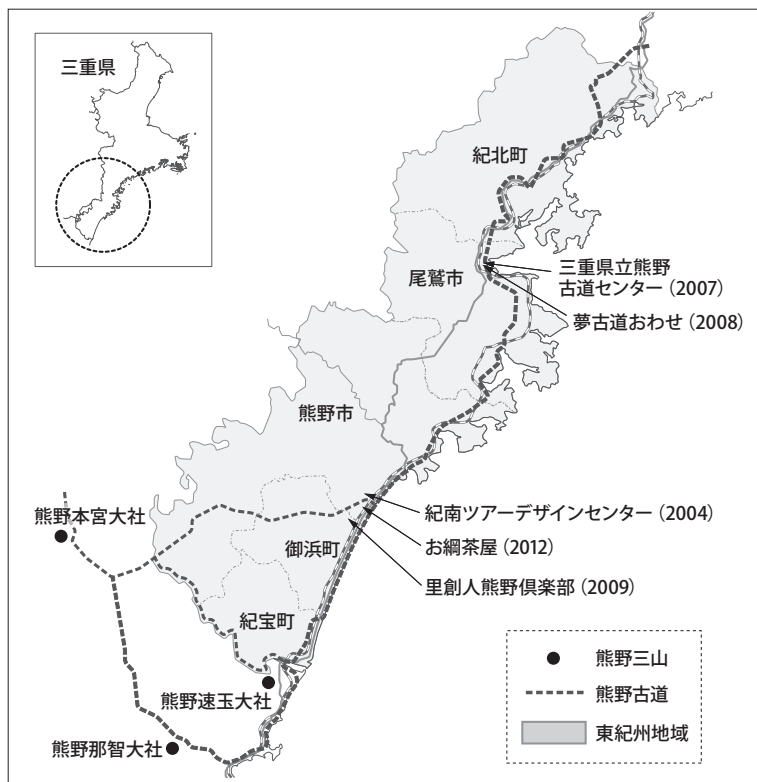 三重県
紀北町
尾鷲市
三重県立熊野
古道センター（2007）
夢古道おわせ（2008）
熊野市
熊野本宮大社
紀南ツアーデザインセンター（2004）
御浜町
お綱茶屋（2012）
里創人熊野倶楽部（2009）
紀宝町
熊野速玉大社
熊野那智大社
熊野三山
熊野古道
東紀州地域